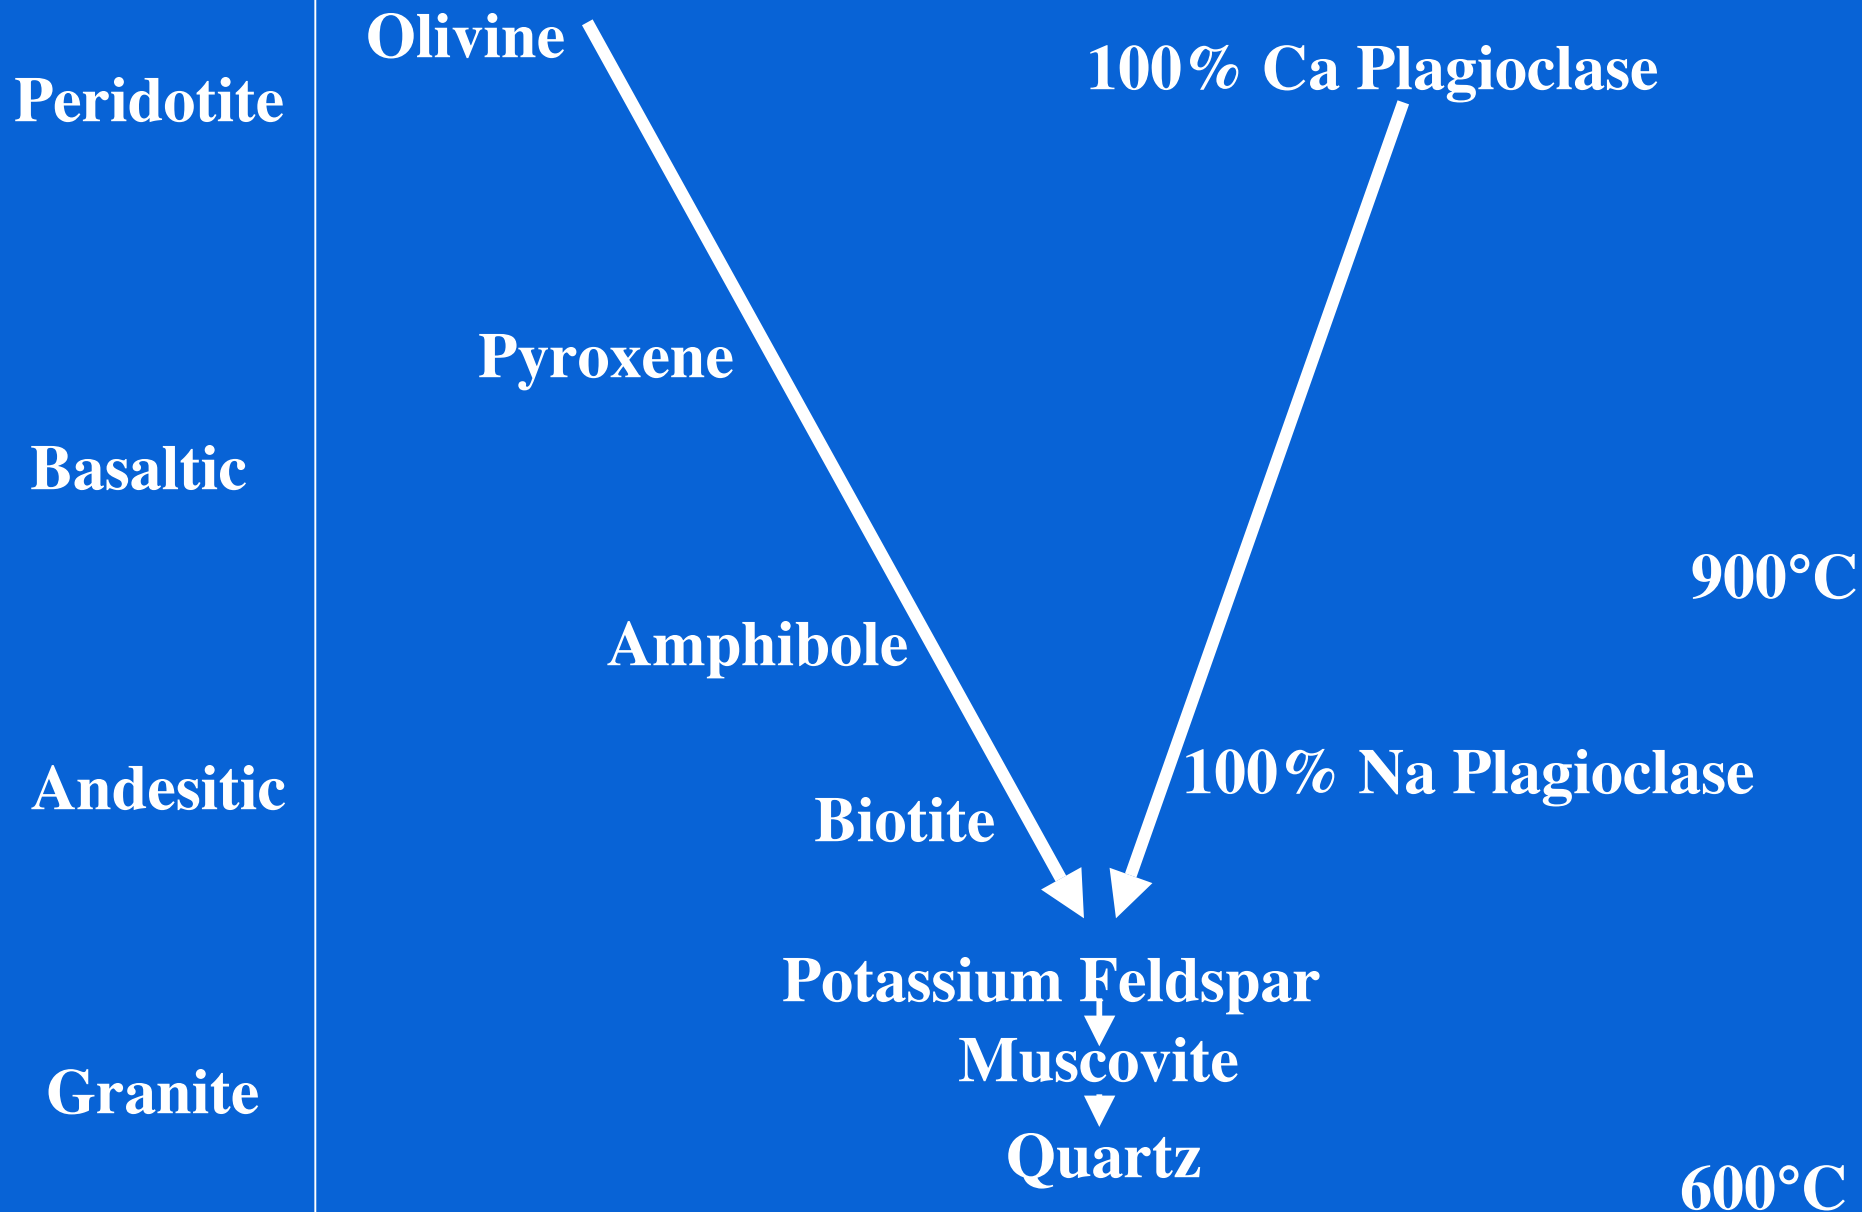 Olivine
100% Ca Plagioclase
Peridotite
Pyroxene
Basaltic
900°C
Amphibole
100% Na Plagioclase
Andesitic
Biotite
Potassium Feldspar
Muscovite
Granite
Quartz
600°C